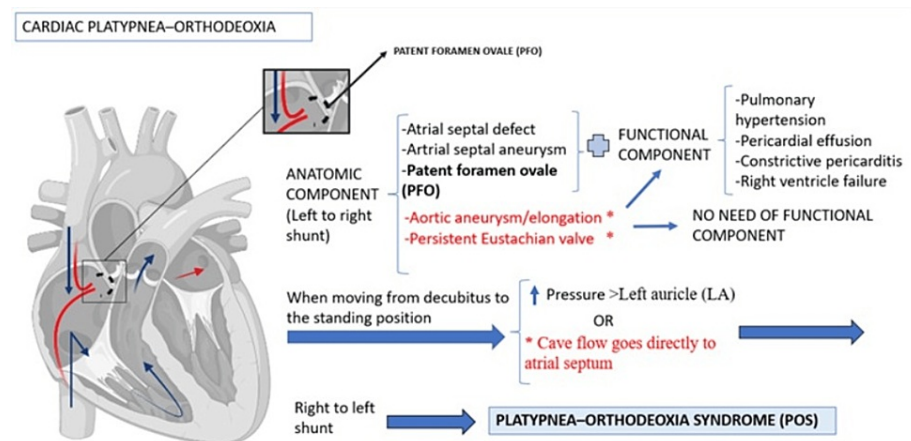 CARDIAC PLATYPNEA–ORTHODEOXIA
PATENT FORAMEN OVALE (PFO)
ANATOMIC
COMPONENT
(Left to right
shunt)
-Atrial septal defect
-Artrial septal aneurysm
-Patent foramen ovale
(PFO)
-Aortic aneurysm/elongation *
-Persistent Eustachian valve *
FUNCTIONAL
COMPONENT
-Pulmonary
hypertension
-Pericardial effusion
-Constrictive pericarditis
-Right ventricle failure
NO NEED OF FUNCTIONAL
COMPONENT
When moving from decubitus to
the standing position
Pressure >Left auricle (LA)
OR
* Cave flow goes directly to
atrial septum
Right to left
shunt
PLATYPNEA–ORTHODEOXIA SYNDROME (POS)